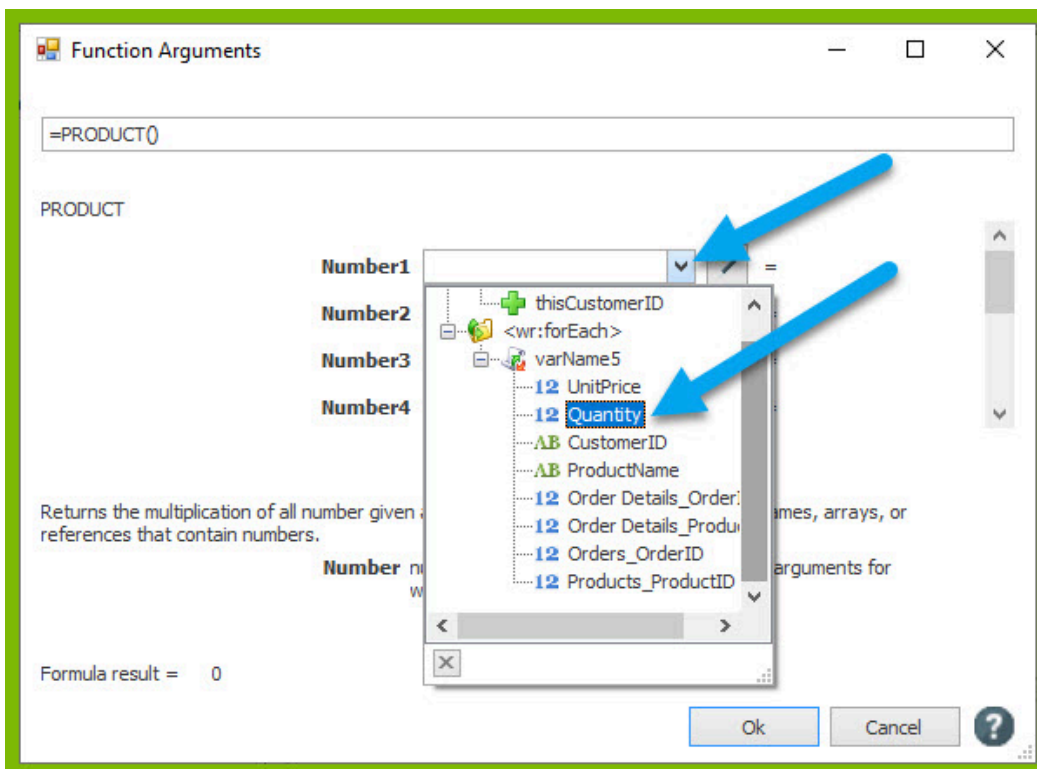 Function Arguments
=PRODUCT()
PRODUCT
Number1 =
thisCustomerID
Number2
<wr:forEach>
Number3
varName5
12 UnitPrice
Number4
12 Quantity
AB CustomerID
AB ProductName
12 Order Details_Order
12 Order Details_Produ
12 Orders_OrderID
12 Products_ProductID
Returns the multiplication of all number given arrays, or
references that contain numbers.
Number arguments for
Formula result = 0
Ok Cancel ?